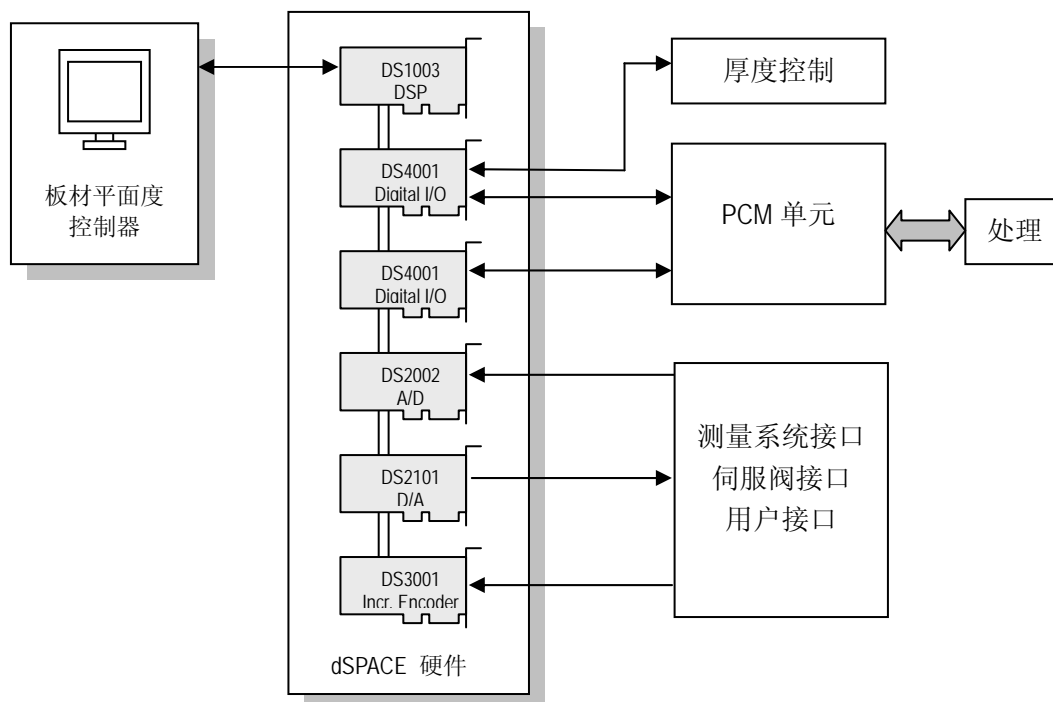 板材平面度
控制器
DS1003
DSP
DS4001
Digital I/O
DS4001
Digital I/O
DS2002
A/D
DS2101
D/A
DS3001
Incr. Encoder
dSPACE 硬件
厚度控制
PCM 单元
处理
测量系统接口
伺服阀接口
用户接口